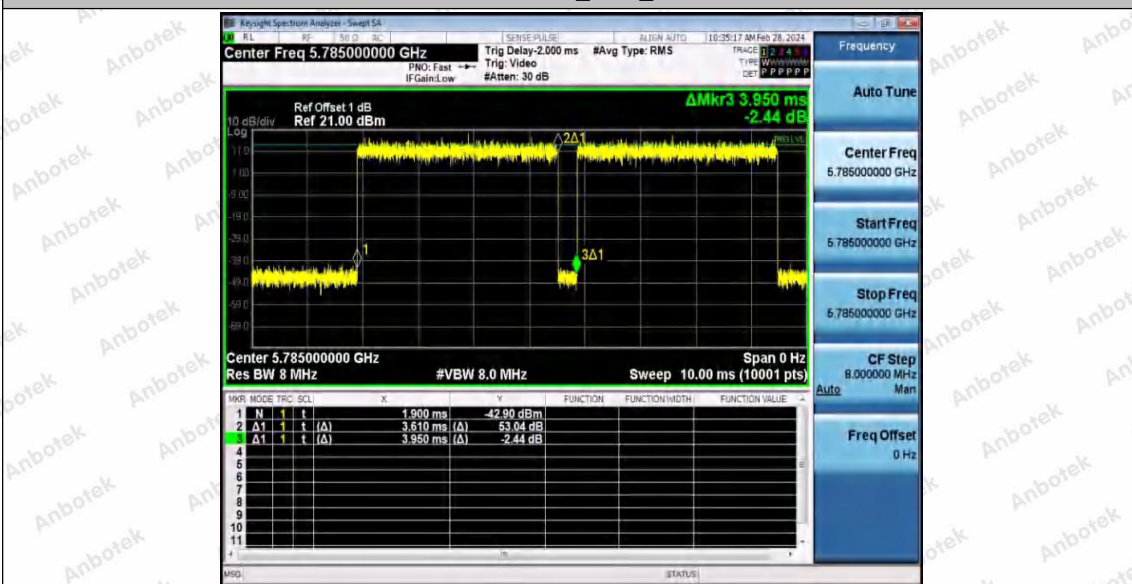 Keysight Spectrum Analyzer - Swept SA
RL RF 50 Ω AC SENSE:PULSE ALIGN AUTO 10:35:17 AM Feb 28, 2024
Center Freq 5.785000000 GHz
PNO: Fast
IFGain:Low
Trig Delay-2.000 ms
Trig: Video
#Atten: 30 dB
#Avg Type: RMS
TRACE 1 2 3 4 5 6
TYPE WWWWWW
DET P P P P P P
ΔMkr3 3.950 ms
-2.44 dB
Ref Offset 1 dB
10 dB/div Ref 21.00 dBm
Log
11.0
1.00
-9.00
-19.0
-29.0
-39.0
-49.0
-59.0
-69.0
TRIG LVL
2Δ1
1
3Δ1
Center 5.785000000 GHz Span 0 Hz
Res BW 8 MHz #VBW 8.0 MHz Sweep 10.00 ms (10001 pts)
MKR MODE TRC SCL X Y FUNCTION FUNCTION WIDTH FUNCTION VALUE
1 N 1 t 1.900 ms -42.90 dBm
2 Δ1 1 t (Δ) 3.610 ms (Δ) 53.04 dB
3 Δ1 1 t (Δ) 3.950 ms (Δ) -2.44 dB
4
5
6
7
8
9
10
11
MSG STATUS
Frequency
Auto Tune
Center Freq
5.785000000 GHz
Start Freq
5.785000000 GHz
Stop Freq
5.785000000 GHz
CF Step
8.000000 MHz
Auto Man
Freq Offset
0 Hz
Anbotek